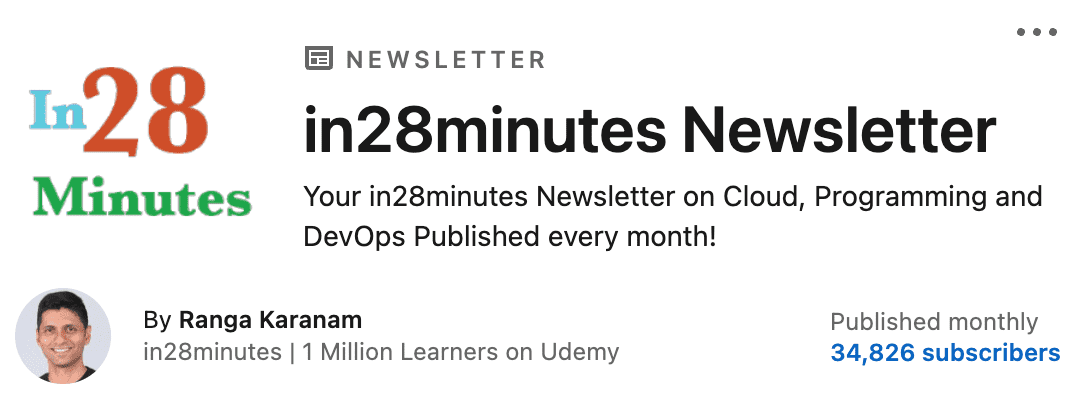 In28
Minutes
NEWSLETTER
in28minutes Newsletter
Your in28minutes Newsletter on Cloud, Programming and
DevOps Published every month!
By Ranga Karanam
in28minutes | 1 Million Learners on Udemy
Published monthly
34,826 subscribers